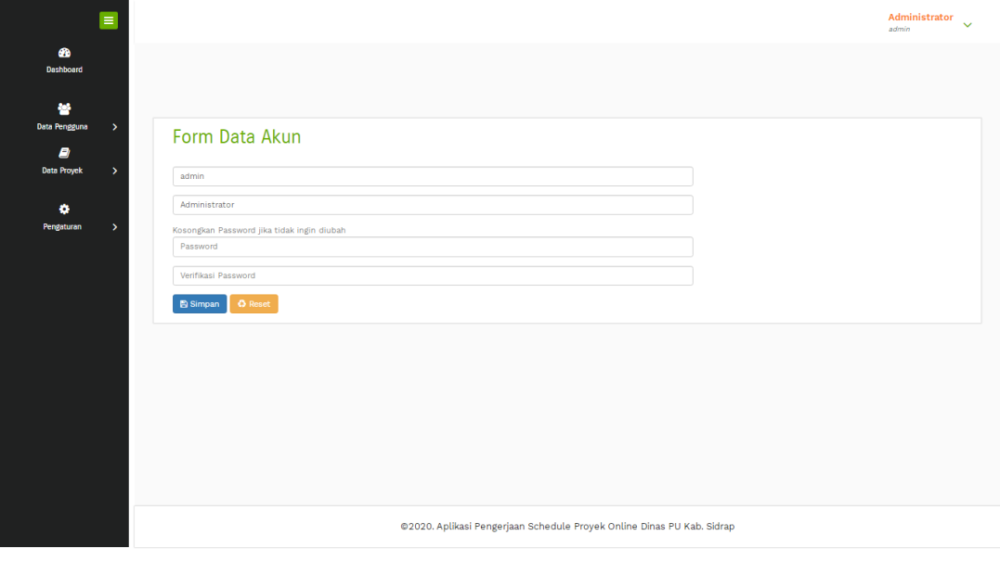 Administrator
admin
Dashboard
Data Pengguna
Data Proyek
Pengaturan
Form Data Akun
admin
Administrator
Kosongkan Password jika tidak ingin diubah
Password
Verifikasi Password
Simpan
Reset
©2020. Aplikasi Pengerjaan Schedule Proyek Online Dinas PU Kab. Sidrap